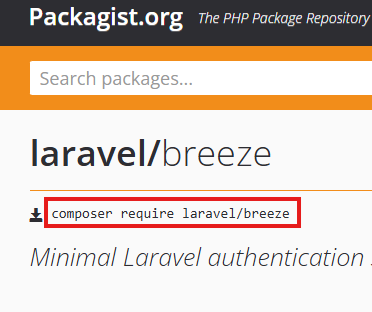 Packagist.org The PHP Package Repository
Search packages...
laravel/breeze
composer require laravel/breeze
Minimal Laravel authentication